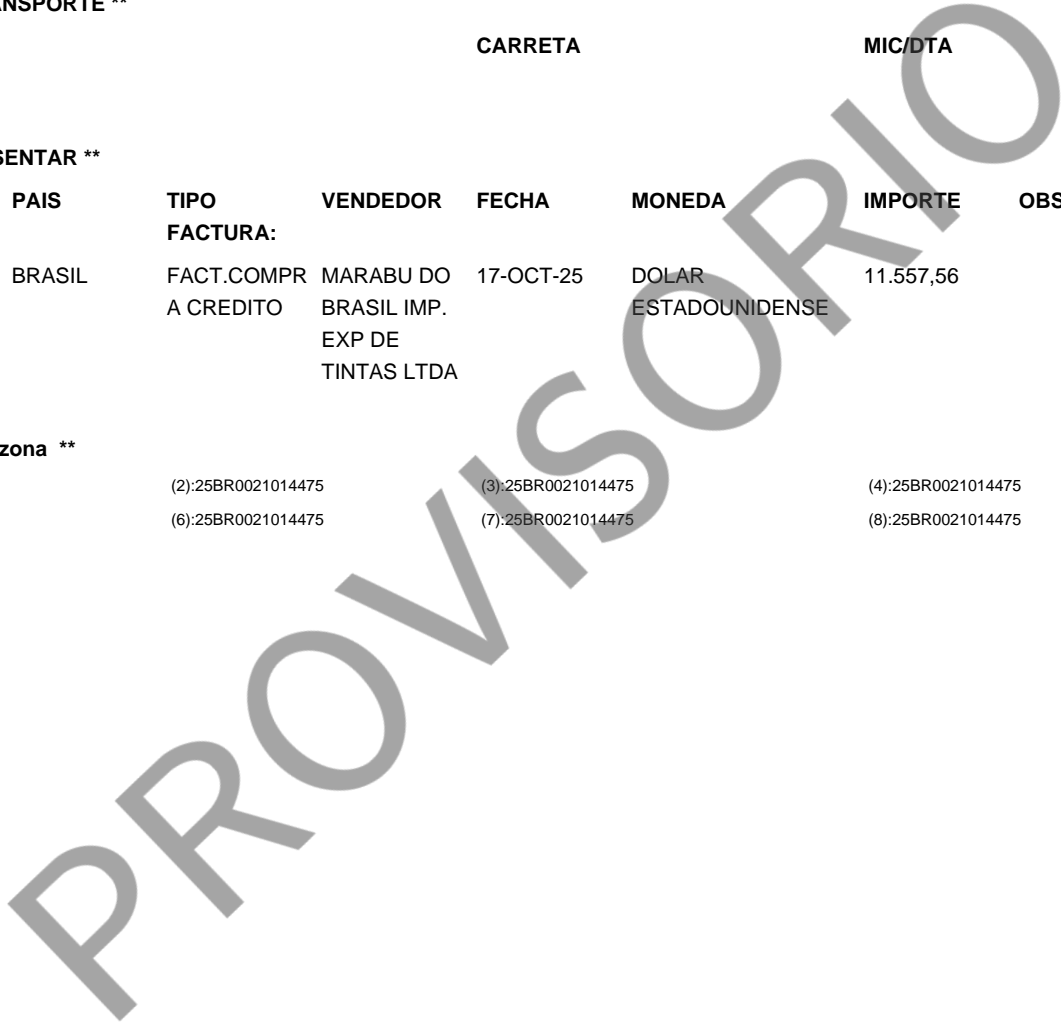 ANSPORTE **
CARRETA MIC/DTA
SENTAR **
PAIS TIPO VENDEDOR FECHA MONEDA IMPORTE OBS
FACTURA:
BRASIL FACT.COMPR MARABU DO 17-OCT-25 DOLAR 11.557,56
A CREDITO BRASIL IMP. ESTADOUNIDENSE
EXP DE
TINTAS LTDA
zona **
(2):25BR0021014475 (3):25BR0021014475 (4):25BR0021014475
(6):25BR0021014475 (7):25BR0021014475 (8):25BR0021014475
PROVISORIO